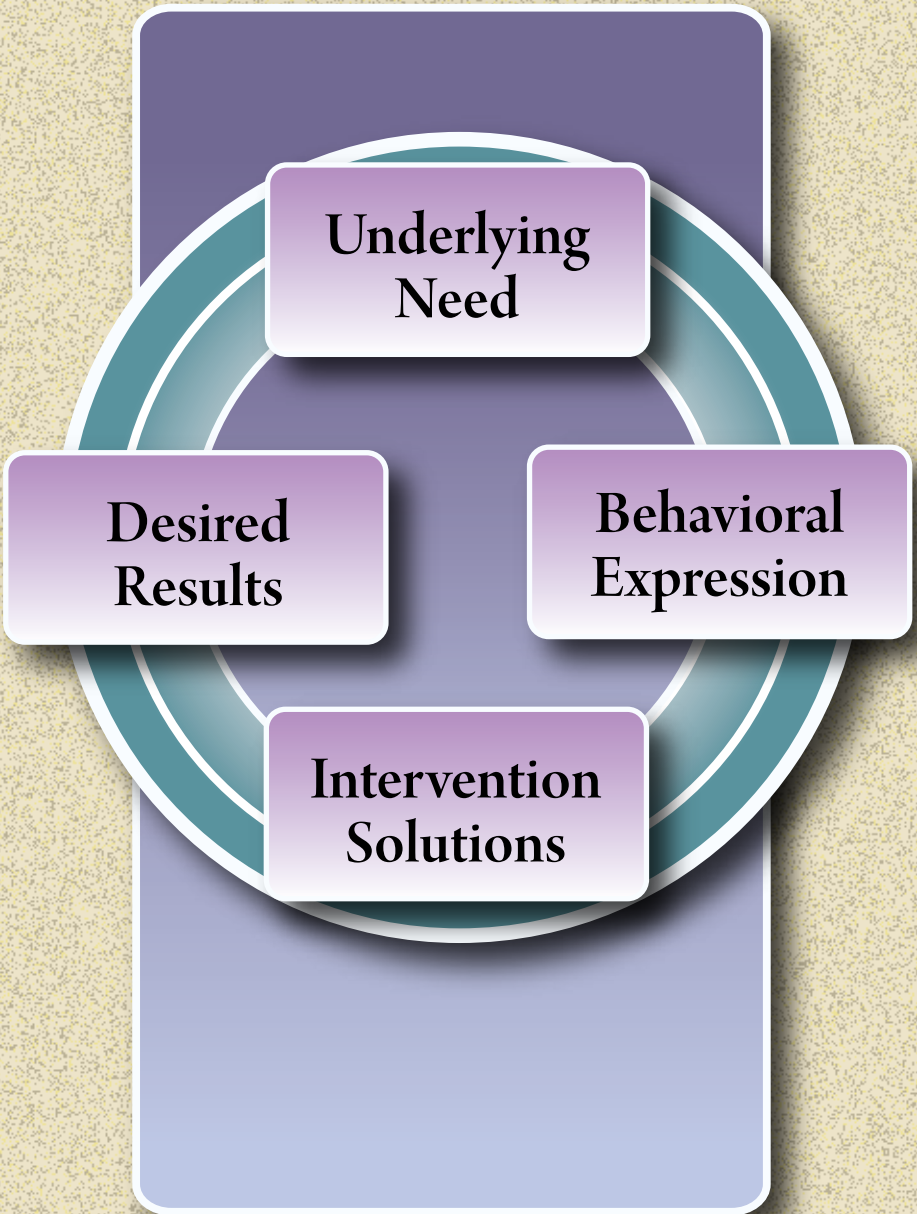 Underlying
Need
Desired
Results
Behavioral
Expression
Intervention
Solutions